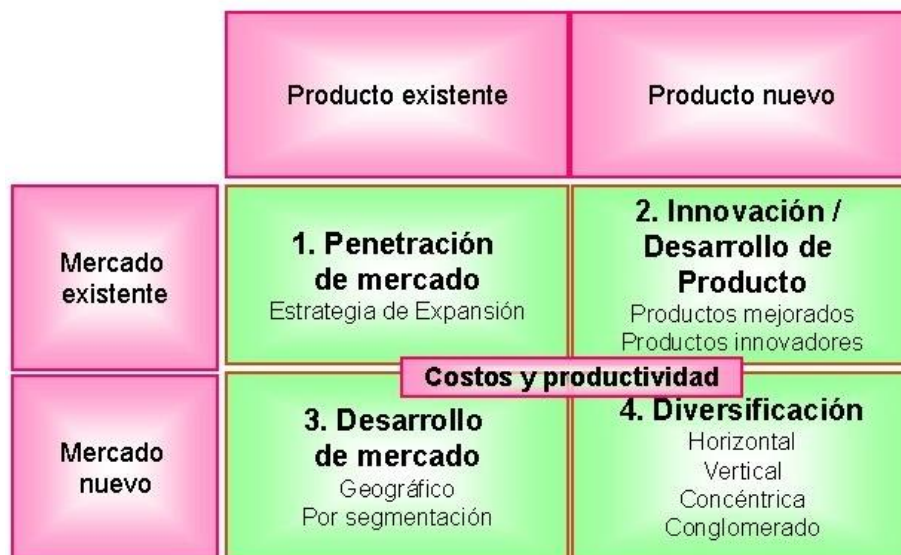 Producto existente
Producto nuevo
Mercado
existente
1. Penetración
de mercado
Estrategia de Expansión
2. Innovación /
Desarrollo de
Producto
Productos mejorados
Productos innovadores
Costos y productividad
Mercado
nuevo
3. Desarrollo
de mercado
Geográfico
Por segmentación
4. Diversificación
Horizontal
Vertical
Concéntrica
Conglomerado